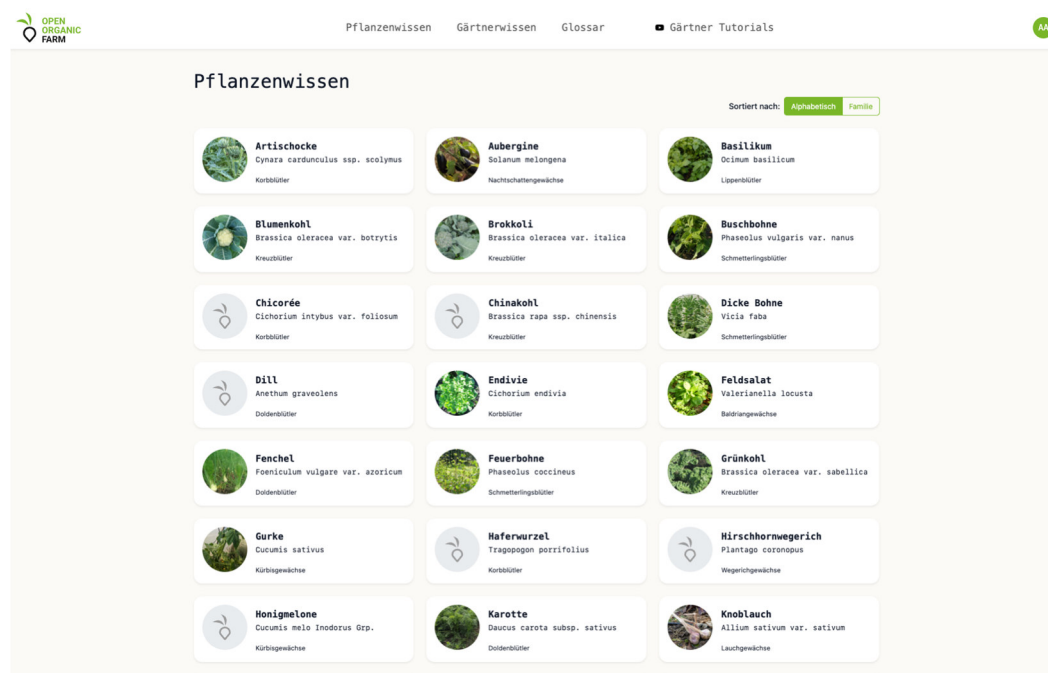 OPEN
ORGANIC
FARM
Pflanzenwissen Gärtnerwissen Glossar Gärtner Tutorials
AA
Pflanzenwissen
Sortiert nach: Alphabetisch Familie
Artischocke
Cynara cardunculus ssp. scolymus
Korbblütler
Aubergine
Solanum melongena
Nachtschattengewächse
Basilikum
Ocimum basilicum
Lippenblütler
Blumenkohl
Brassica oleracea var. botrytis
Kreuzblütler
Brokkoli
Brassica oleracea var. italica
Kreuzblütler
Buschbohne
Phaseolus vulgaris var. nanus
Schmetterlingsblütler
Chicorée
Cichorium intybus var. foliosum
Korbblütler
Chinakohl
Brassica rapa ssp. chinensis
Kreuzblütler
Dicke Bohne
Vicia faba
Schmetterlingsblütler
Dill
Anethum graveolens
Doldenblütler
Endivie
Cichorium endivia
Korbblütler
Feldsalat
Valerianella locusta
Baldriangewächse
Fenchel
Foeniculum vulgare var. azoricum
Doldenblütler
Feuerbohne
Phaseolus coccineus
Schmetterlingsblütler
Grünkohl
Brassica oleracea var. sabellica
Kreuzblütler
Gurke
Cucumis sativus
Kürbisgewächse
Haferwurzel
Tragopogon porrifolius
Korbblütler
Hirschhornwegerich
Plantago coronopus
Wegerichgewächse
Honigmelone
Cucumis melo Inodorus Grp.
Kürbisgewächse
Karotte
Daucus carota subsp. sativus
Doldenblütler
Knoblauch
Allium sativum var. sativum
Lauchgewächse